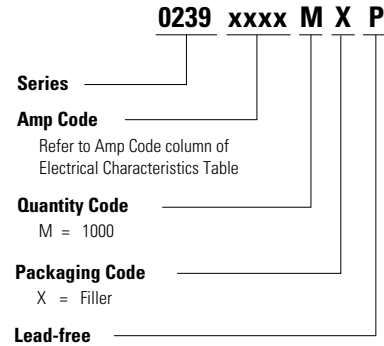 0239 xxxx M X P
Series
Amp Code
Refer to Amp Code column of
Electrical Characteristics Table
Quantity Code
M = 1000
Packaging Code
X = Filler
Lead-free